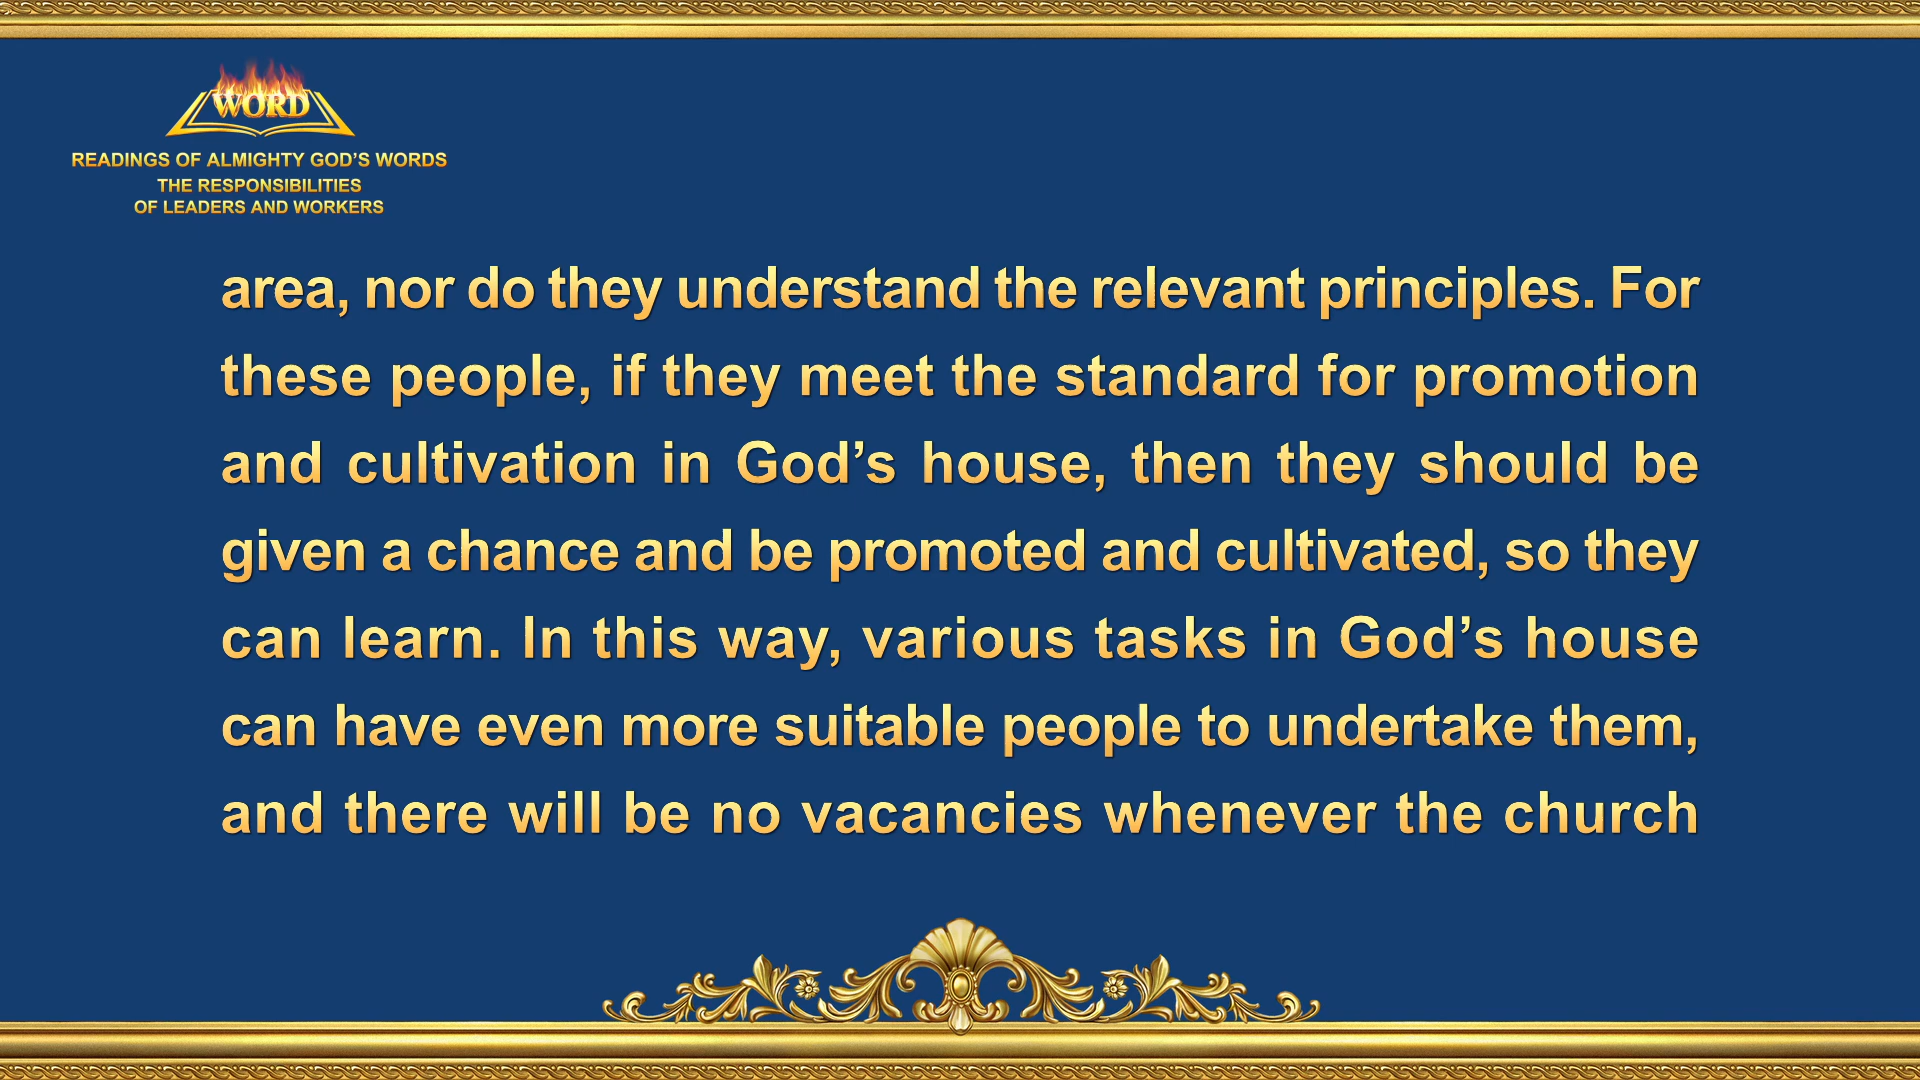 WORD
READINGS OF ALMIGHTY GOD’S WORDS
THE RESPONSIBILITIES
OF LEADERS AND WORKERS
area, nor do they understand the relevant principles. For
these people, if they meet the standard for promotion
and cultivation in God’s house, then they should be
given a chance and be promoted and cultivated, so they
can learn. In this way, various tasks in God’s house
can have even more suitable people to undertake them,
and there will be no vacancies whenever the church